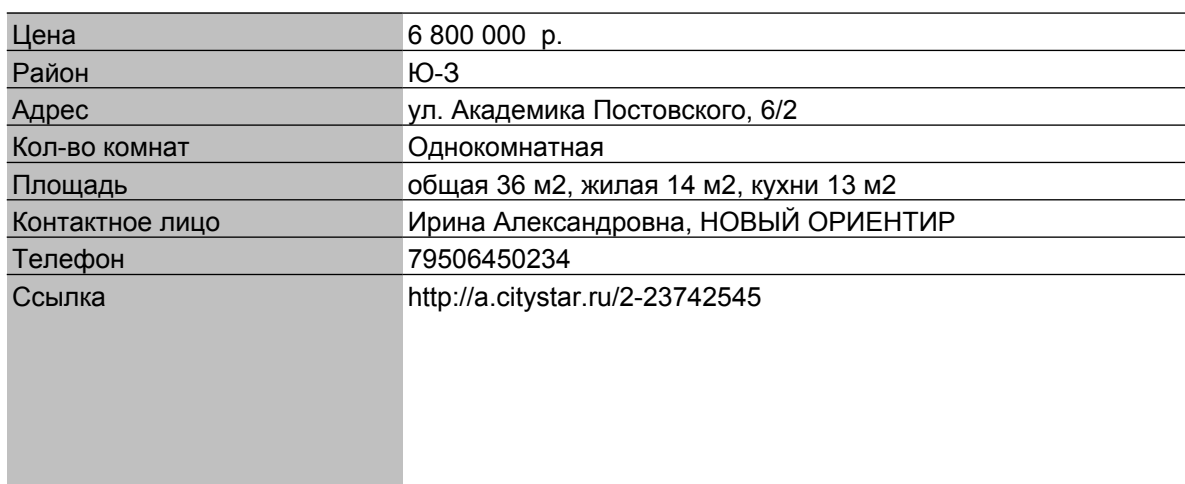 Цена 6 800 000 р.
Район Ю-З
Адрес ул. Академика Постовского, 6/2
Кол-во комнат Однокомнатная
Площадь общая 36 м2, жилая 14 м2, кухни 13 м2
Контактное лицо Ирина Александровна, НОВЫЙ ОРИЕНТИР
Телефон 79506450234
Ссылка http://a.citystar.ru/2-23742545